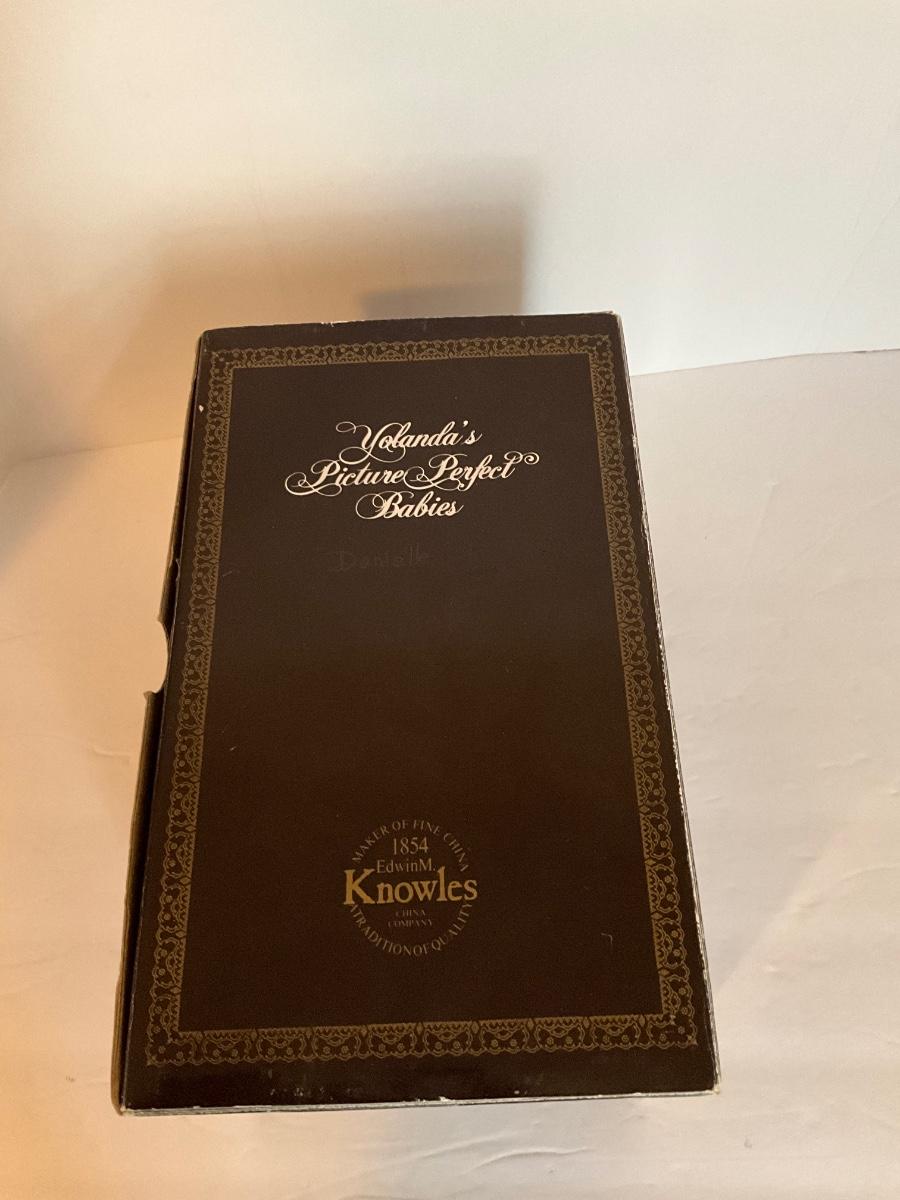 Yolanda's
Picture Perfect
Babies
Danielle
MAKER OF FINE CHINA
1854
Edwin M.
Knowles
CHINA
COMPANY
A TRADITION OF QUALITY